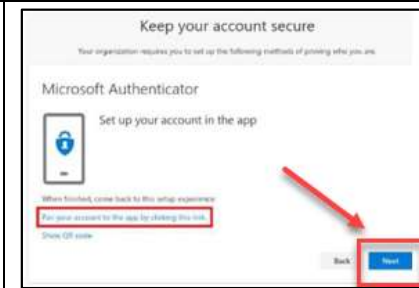 Keep your account secure
Your organization requires you to set up the following methods of proving who you are.
Microsoft Authenticator
Set up your account in the app
When finished, come back to this setup experience
Pair your account to the app by clicking this link.
Show QR code
Back
Next